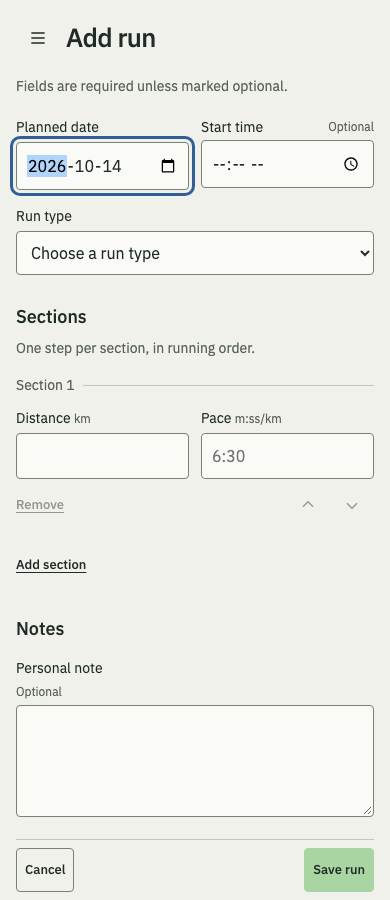 Add run
Fields are required unless marked optional.
Planned date
Start time Optional
2026-10-14
--:-- --
Run type
Choose a run type
Sections
One step per section, in running order.
Section 1
Distance km
Pace m:ss/km
6:30
Remove
Add section
Notes
Personal note
Optional
Cancel
Save run